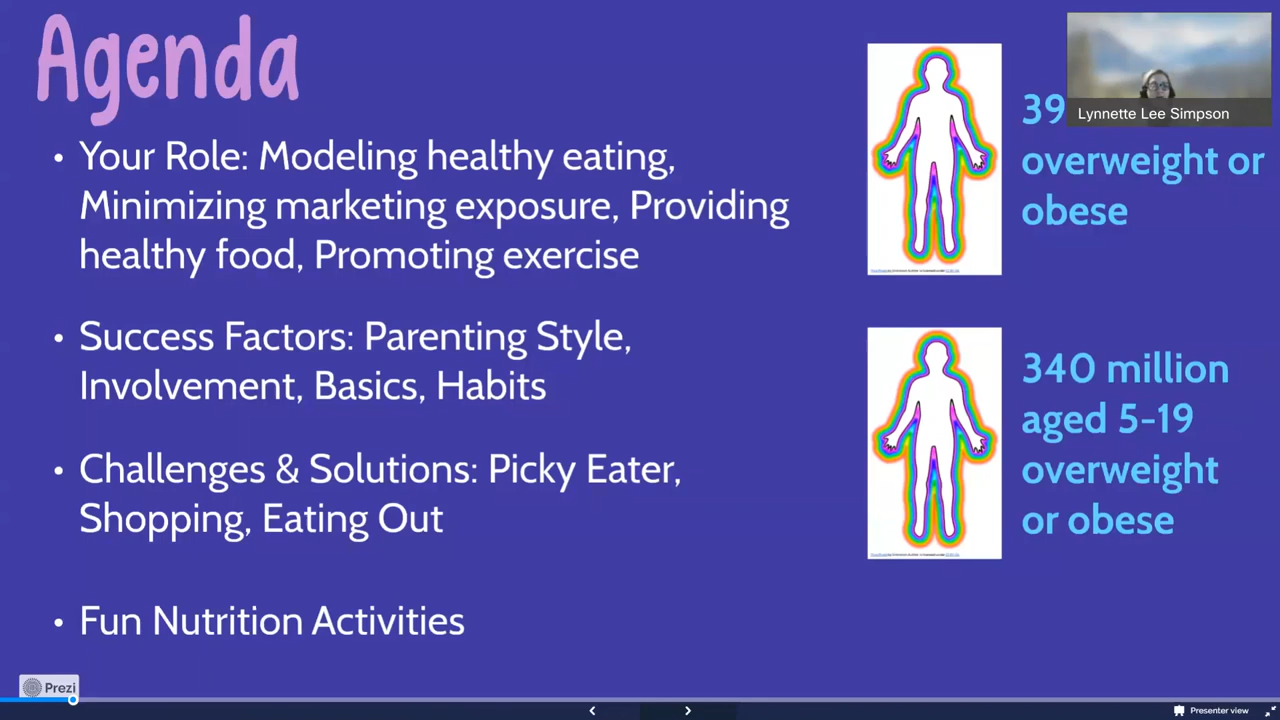 Agenda
• Your Role: Modeling healthy eating,
Minimizing marketing exposure, Providing
healthy food, Promoting exercise
• Success Factors: Parenting Style,
Involvement, Basics, Habits
• Challenges & Solutions: Picky Eater,
Shopping, Eating Out
• Fun Nutrition Activities
39
overweight or
obese
340 million
aged 5-19
overweight
or obese
Lynnette Lee Simpson
Prezi
Presenter view